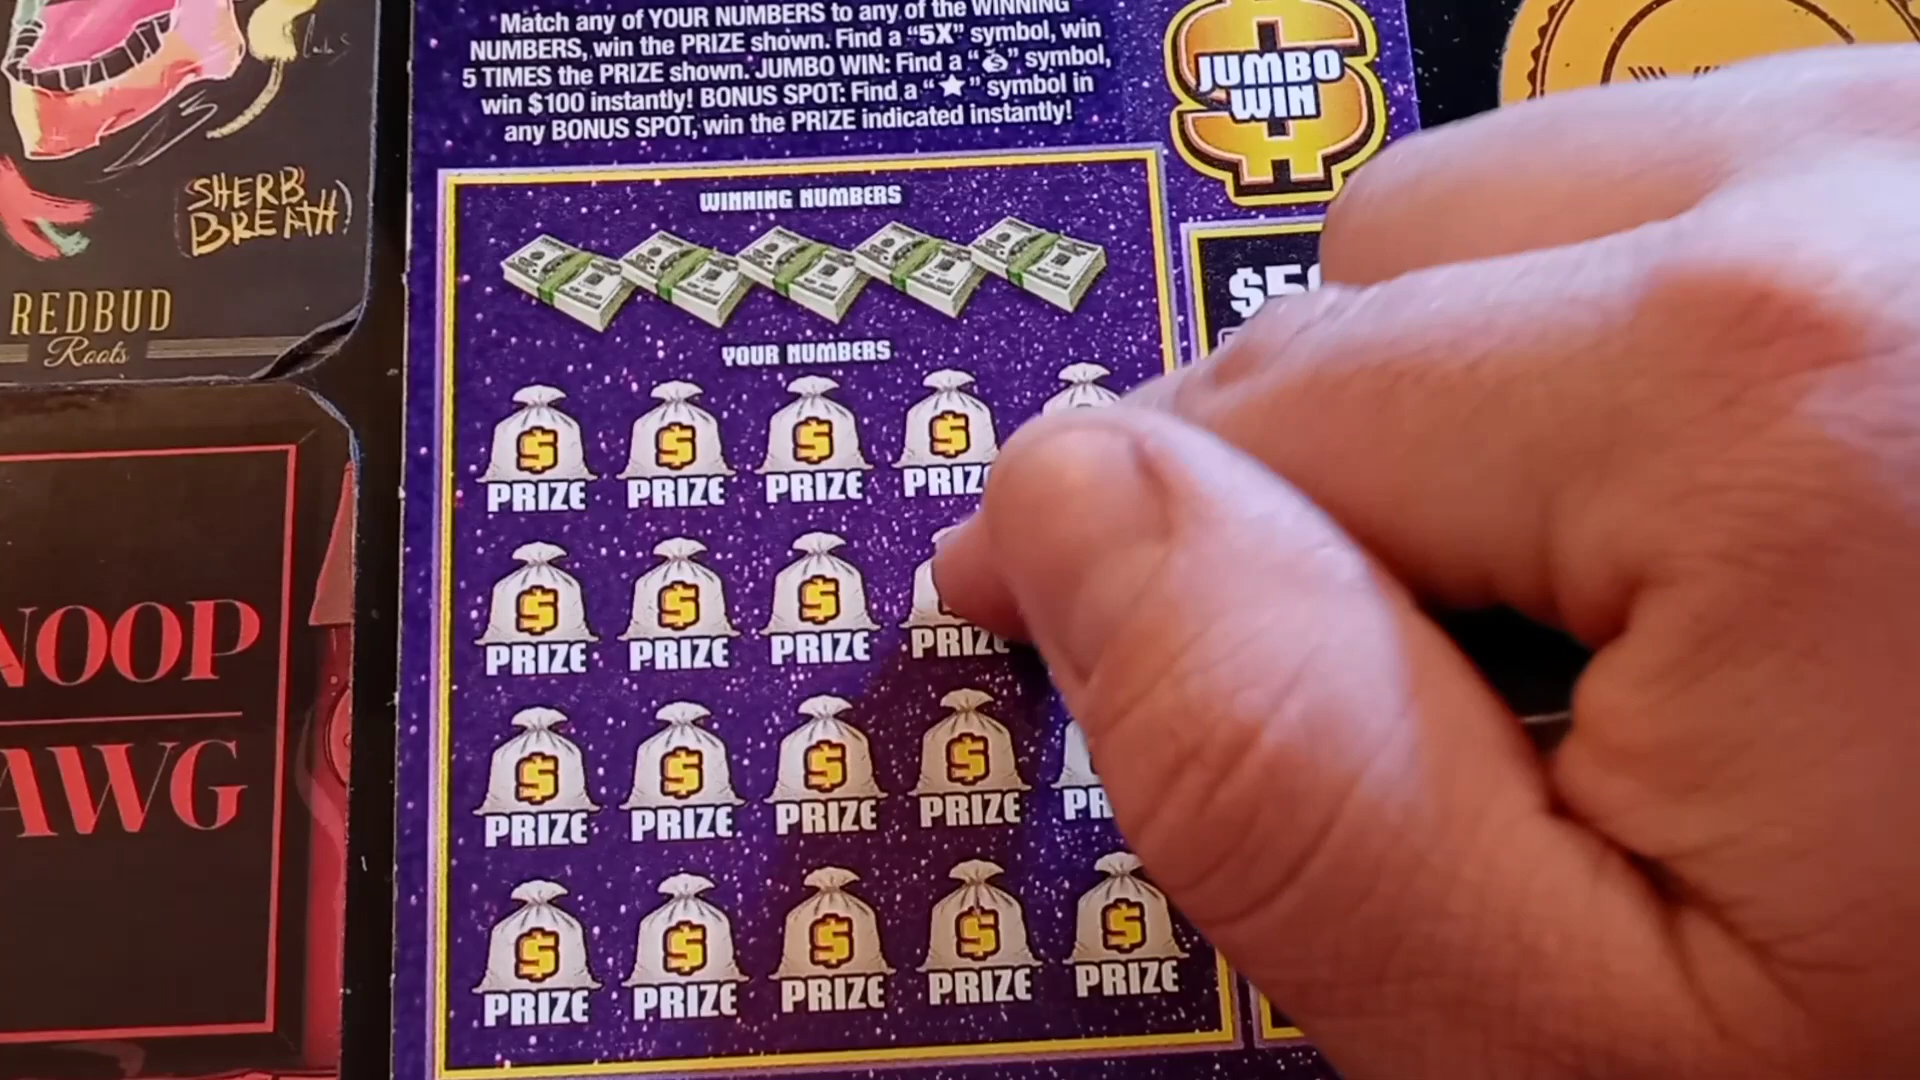 Match any of YOUR NUMBERS to any of the WINNING
NUMBERS, win the PRIZE shown. Find a “5X” symbol, win
5 TIMES the PRIZE shown. JUMBO WIN: Find a “ ” symbol,
win $100 instantly! BONUS SPOT: Find a “★” symbol in
any BONUS SPOT, win the PRIZE indicated instantly!
JUMBO
WIN
WINNING NUMBERS
YOUR NUMBERS
$ $ $ $
PRIZE PRIZE PRIZE PRIZ
$ $ $
PRIZE PRIZE PRIZE PRIZE
$ $ $ $
PRIZE PRIZE PRIZE PRIZE PR
$ $ $ $ $
PRIZE PRIZE PRIZE PRIZE PRIZE
SHERB
BREATH
REDBUD
Roots
NOOP
AWG